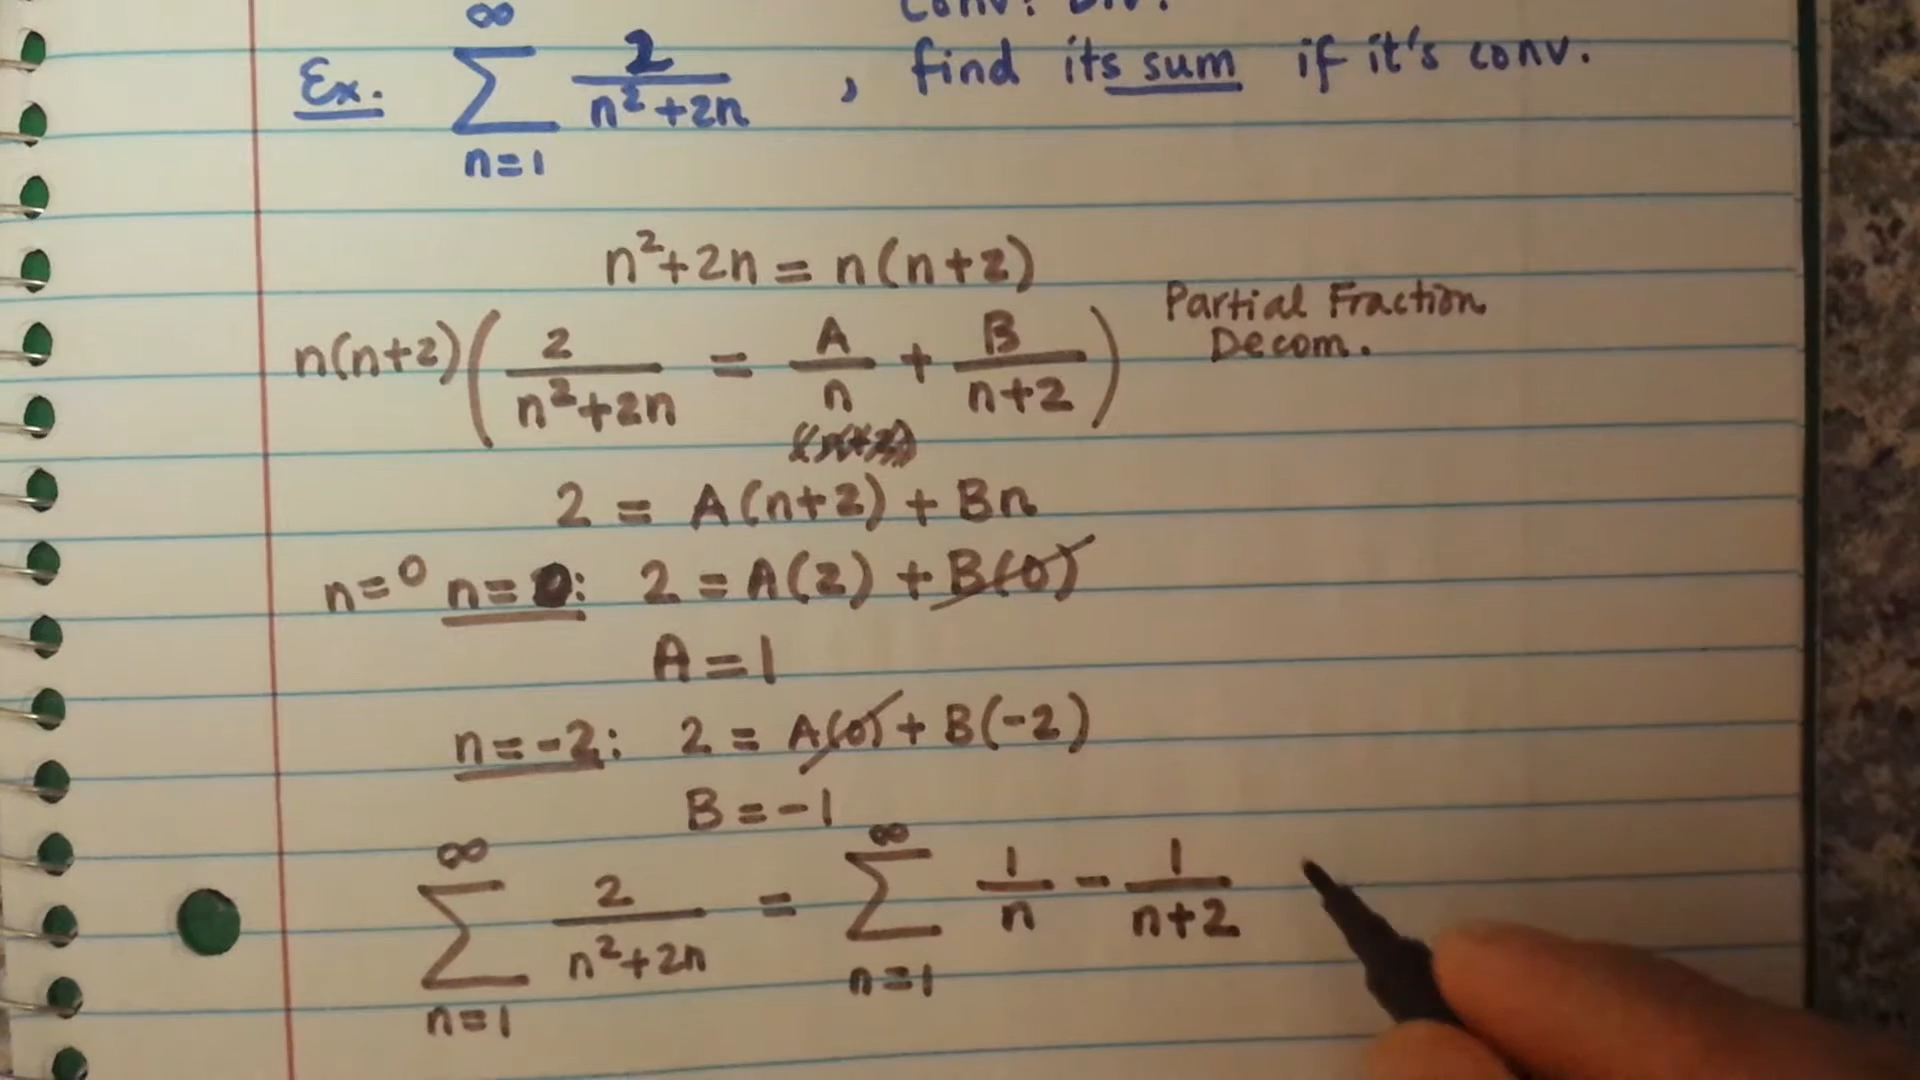 Conv? Div?
Ex. ∞ Σ n=1 2/(n²+2n) , find its sum if it's conv.
n²+2n = n(n+2)
n(n+2) ( 2/(n²+2n) = A/n + B/(n+2) ) Partial Fraction
Decom.
2 = A(n+2) + Bn
n=0 n=0: 2 = A(2) + B(0)
A = 1
n=-2: 2 = A(0) + B(-2)
B = -1
∞ Σ n=1 2/(n²+2n) = ∞ Σ n=1 1/n - 1/(n+2)